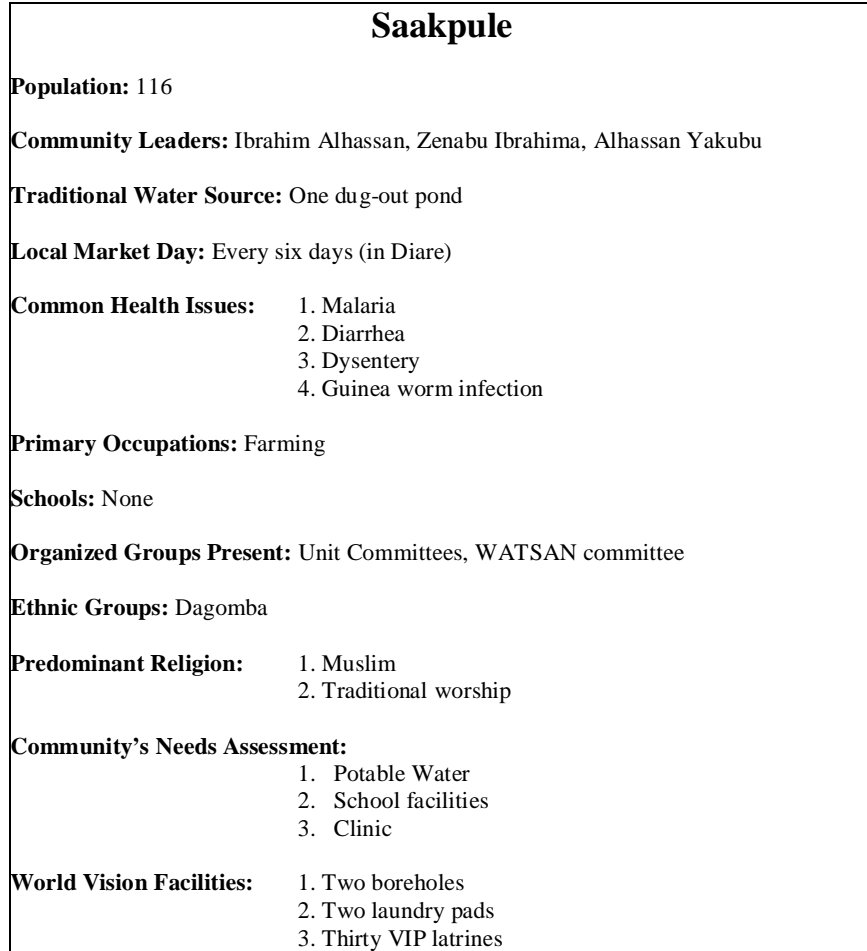 Saakpule
Population: 116
Community Leaders: Ibrahim Alhassan, Zenabu Ibrahima, Alhassan Yakubu
Traditional Water Source: One dug-out pond
Local Market Day: Every six days (in Diare)
Common Health Issues: 1. Malaria
2. Diarrhea
3. Dysentery
4. Guinea worm infection
Primary Occupations: Farming
Schools: None
Organized Groups Present: Unit Committees, WATSAN committee
Ethnic Groups: Dagomba
Predominant Religion: 1. Muslim
2. Traditional worship
Community’s Needs Assessment:
1. Potable Water
2. School facilities
3. Clinic
World Vision Facilities: 1. Two boreholes
2. Two laundry pads
3. Thirty VIP latrines